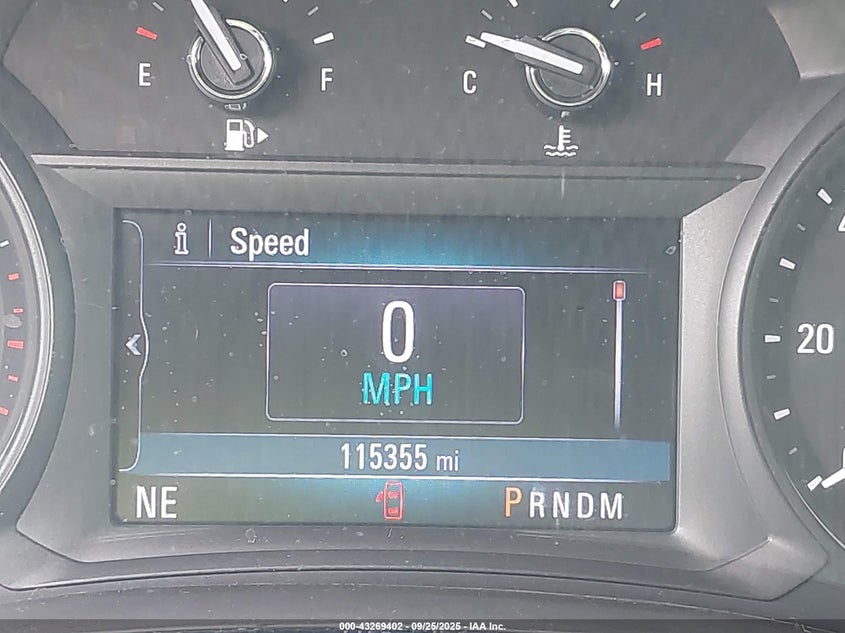 E F C H
i Speed
0
MPH
20
115355 mi
NE PRNDM
000-43269402 - 09/25/2025 - IAA Inc.